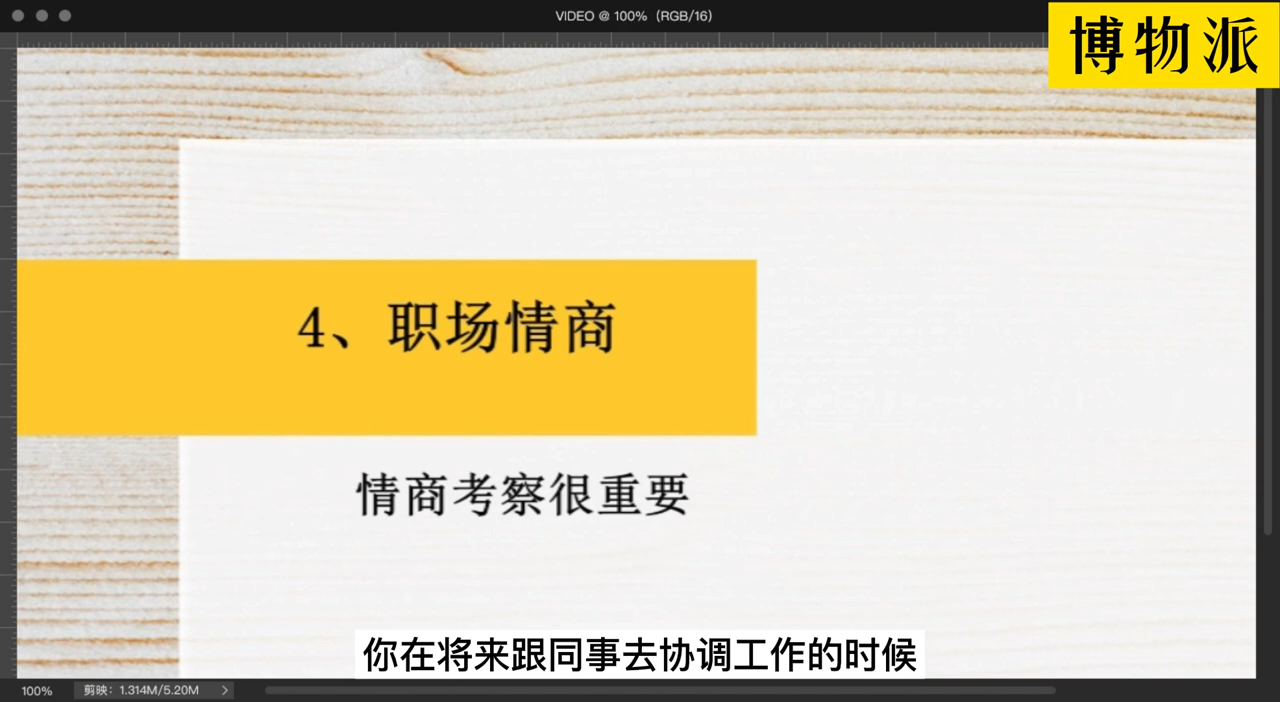 VIDEO @ 100% (RGB/16)
博物派
4、职场情商
情商考察很重要
你在将来跟同事去协调工作的时候
100%
剪映：1.314M/5.20M